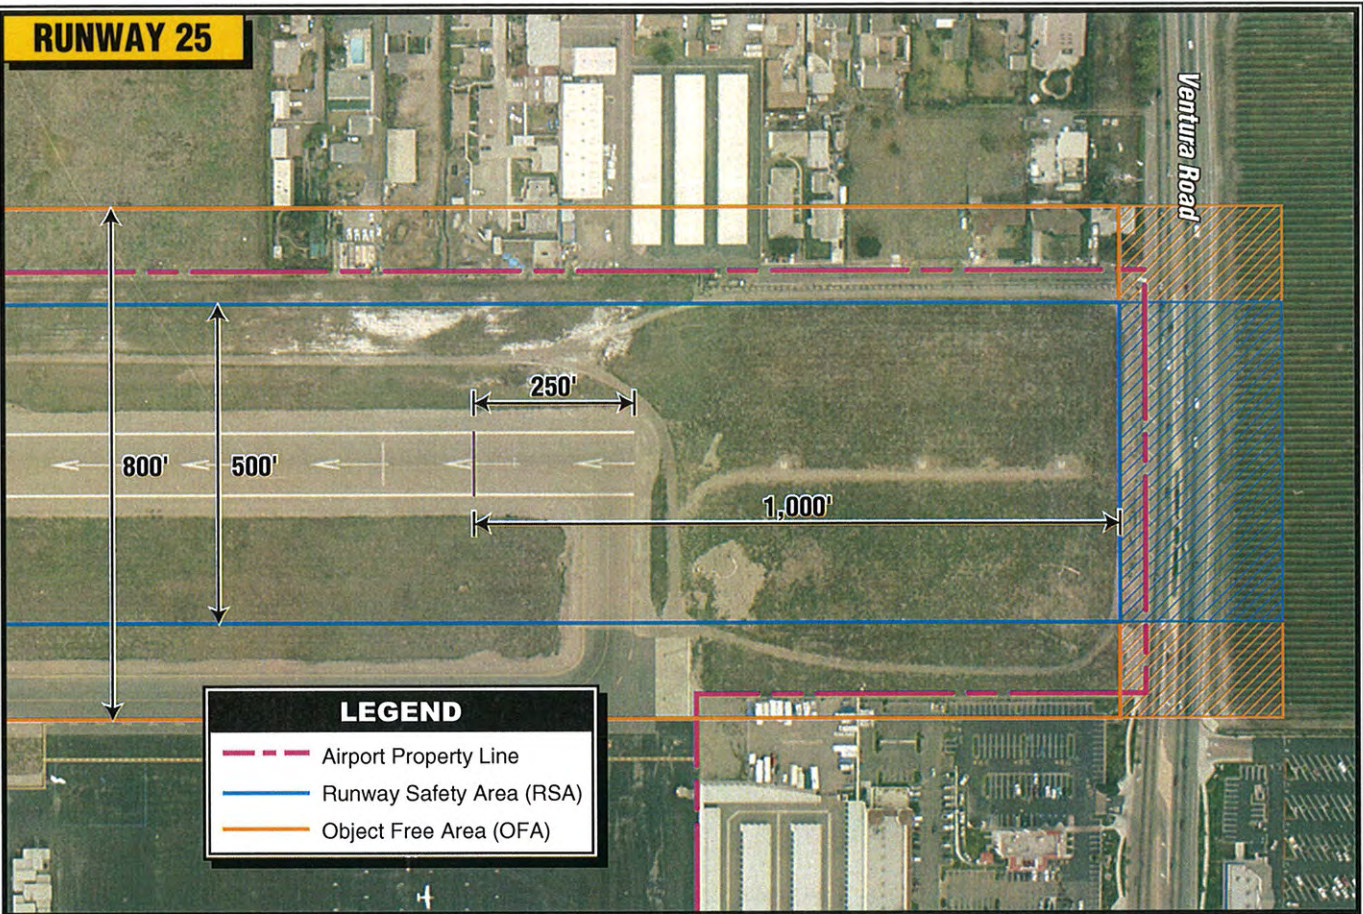 RUNWAY 25
Ventura Road
250'
800'
500'
1,000'
LEGEND
Airport Property Line
Runway Safety Area (RSA)
Object Free Area (OFA)